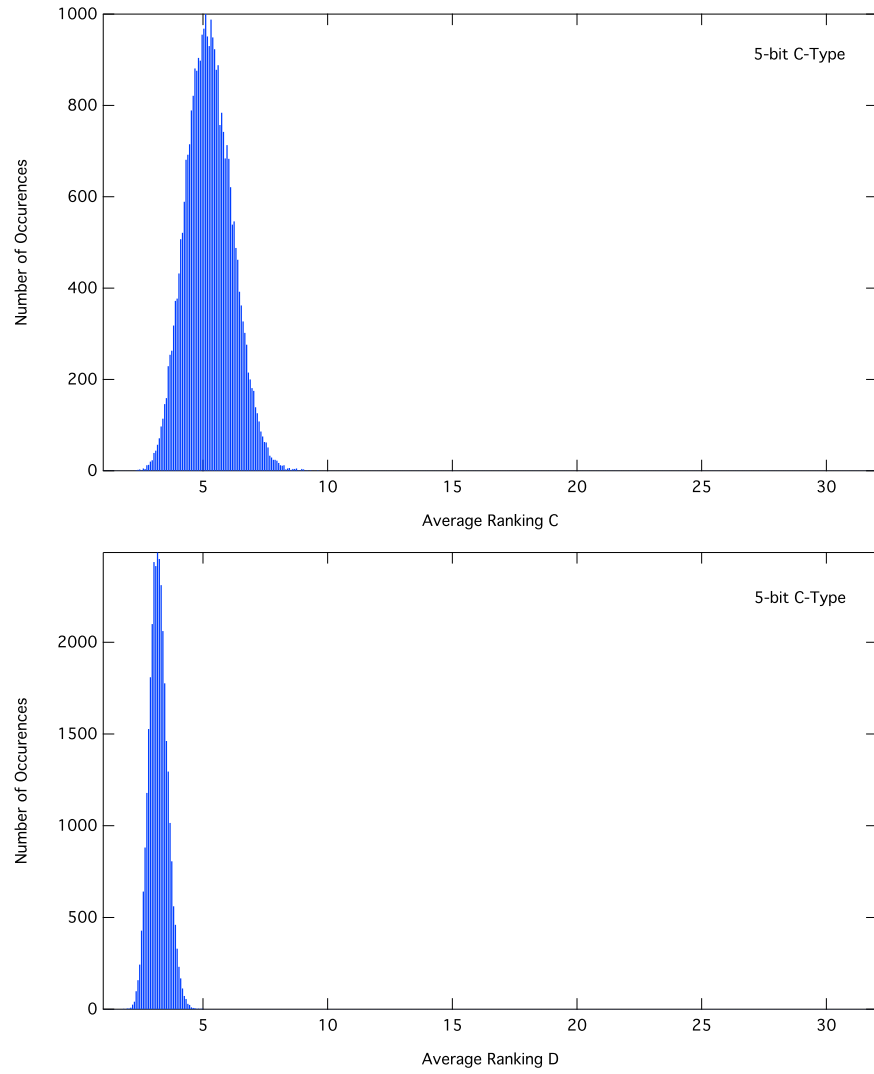 1000
5-bit C-Type
800
600
400
200
0
Number of Occurences
5 10 15 20 25 30
Average Ranking C
5-bit C-Type
2000
1500
1000
500
0
Number of Occurences
5 10 15 20 25 30
Average Ranking D